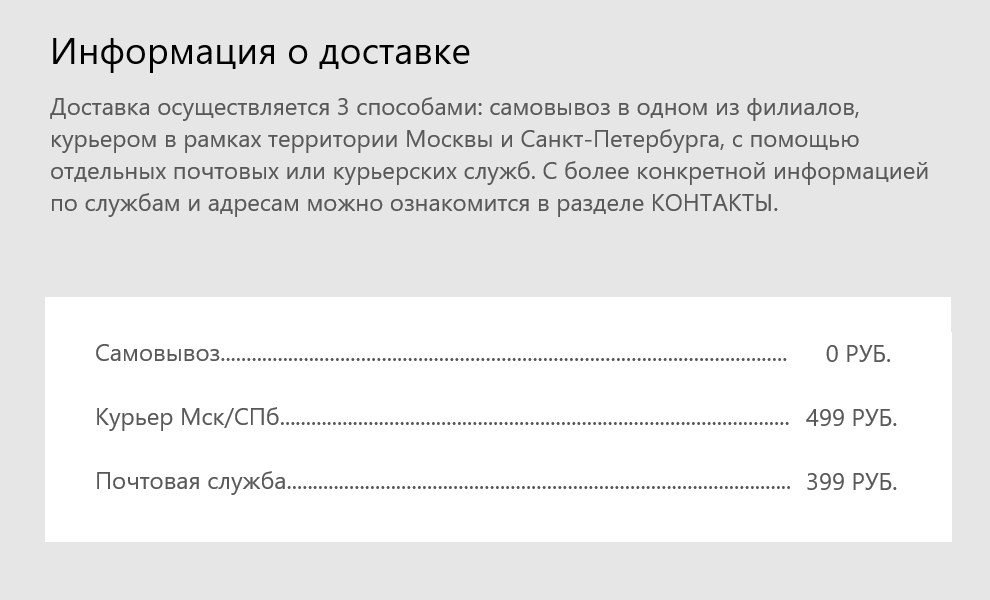 Информация о доставке
Доставка осуществляется 3 способами: самовывоз в одном из филиалов,
курьером в рамках территории Москвы и Санкт-Петербурга, с помощью
отдельных почтовых или курьерских служб. С более конкретной информацией
по службам и адресам можно ознакомится в разделе КОНТАКТЫ.
Самовывоз............................................................................................................. 0 РУБ.
Курьер Мск/СПб.................................................................................................. 499 РУБ.
Почтовая служба................................................................................................. 399 РУБ.